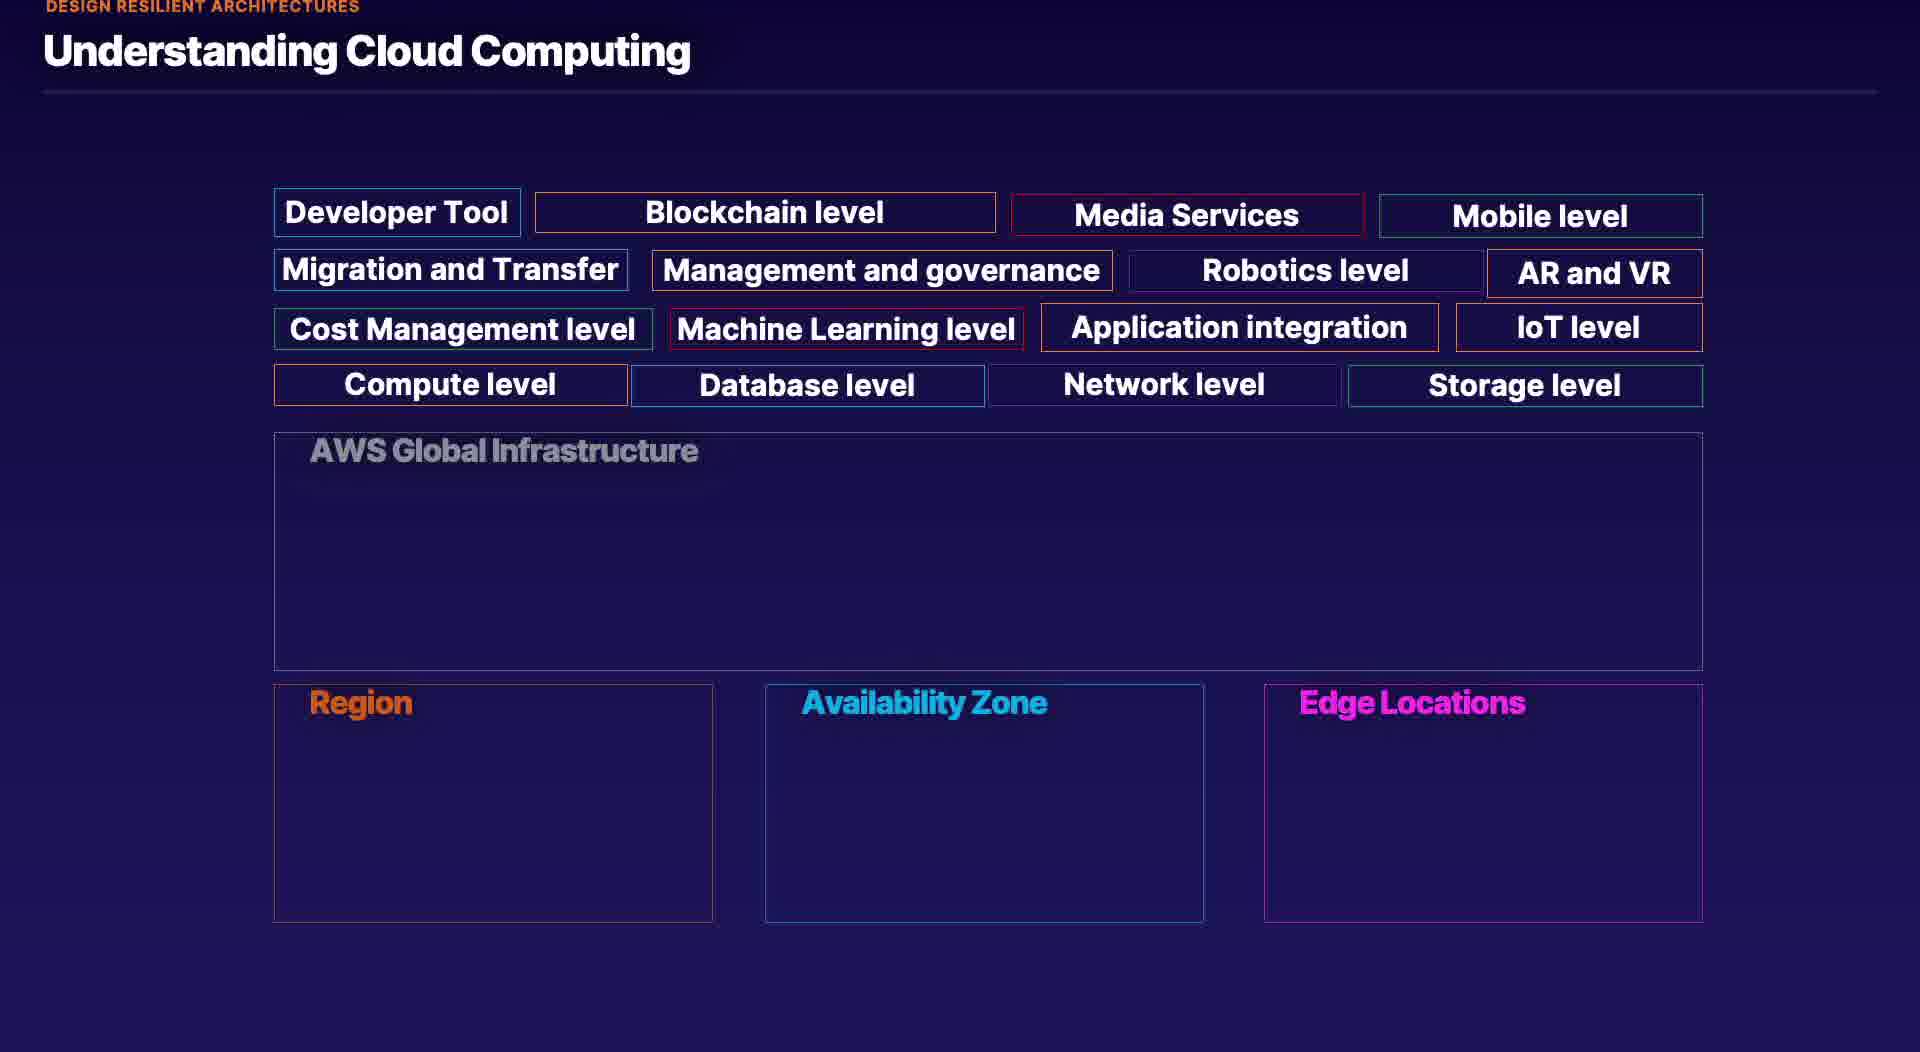 DESIGN RESILIENT ARCHITECTURES
Understanding Cloud Computing
Developer Tool
Blockchain level
Media Services
Mobile level
Migration and Transfer
Management and governance
Robotics level
AR and VR
Cost Management level
Machine Learning level
Application integration
IoT level
Compute level
Database level
Network level
Storage level
AWS Global Infrastructure
Region
Availability Zone
Edge Locations